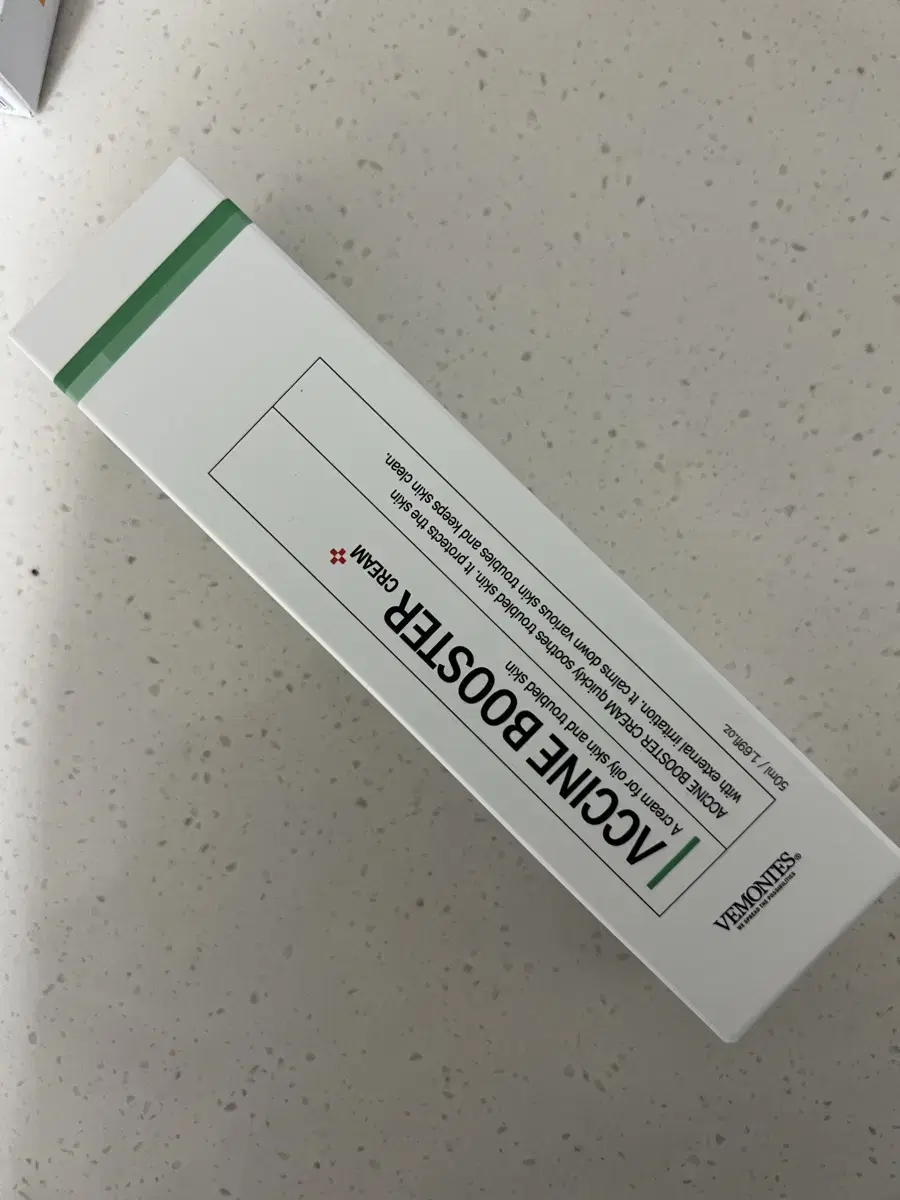 VEMONTES®
WE SPREAD THE POSSIBILITIES
ACCINE BOOSTER CREAM
A cream for oily skin and troubled skin
ACCINE BOOSTER CREAM quickly soothes troubled skin. It protects the skin
with external irritation. It calms down various skin troubles and keeps skin clean.
50ml / 1.69fl.oz.